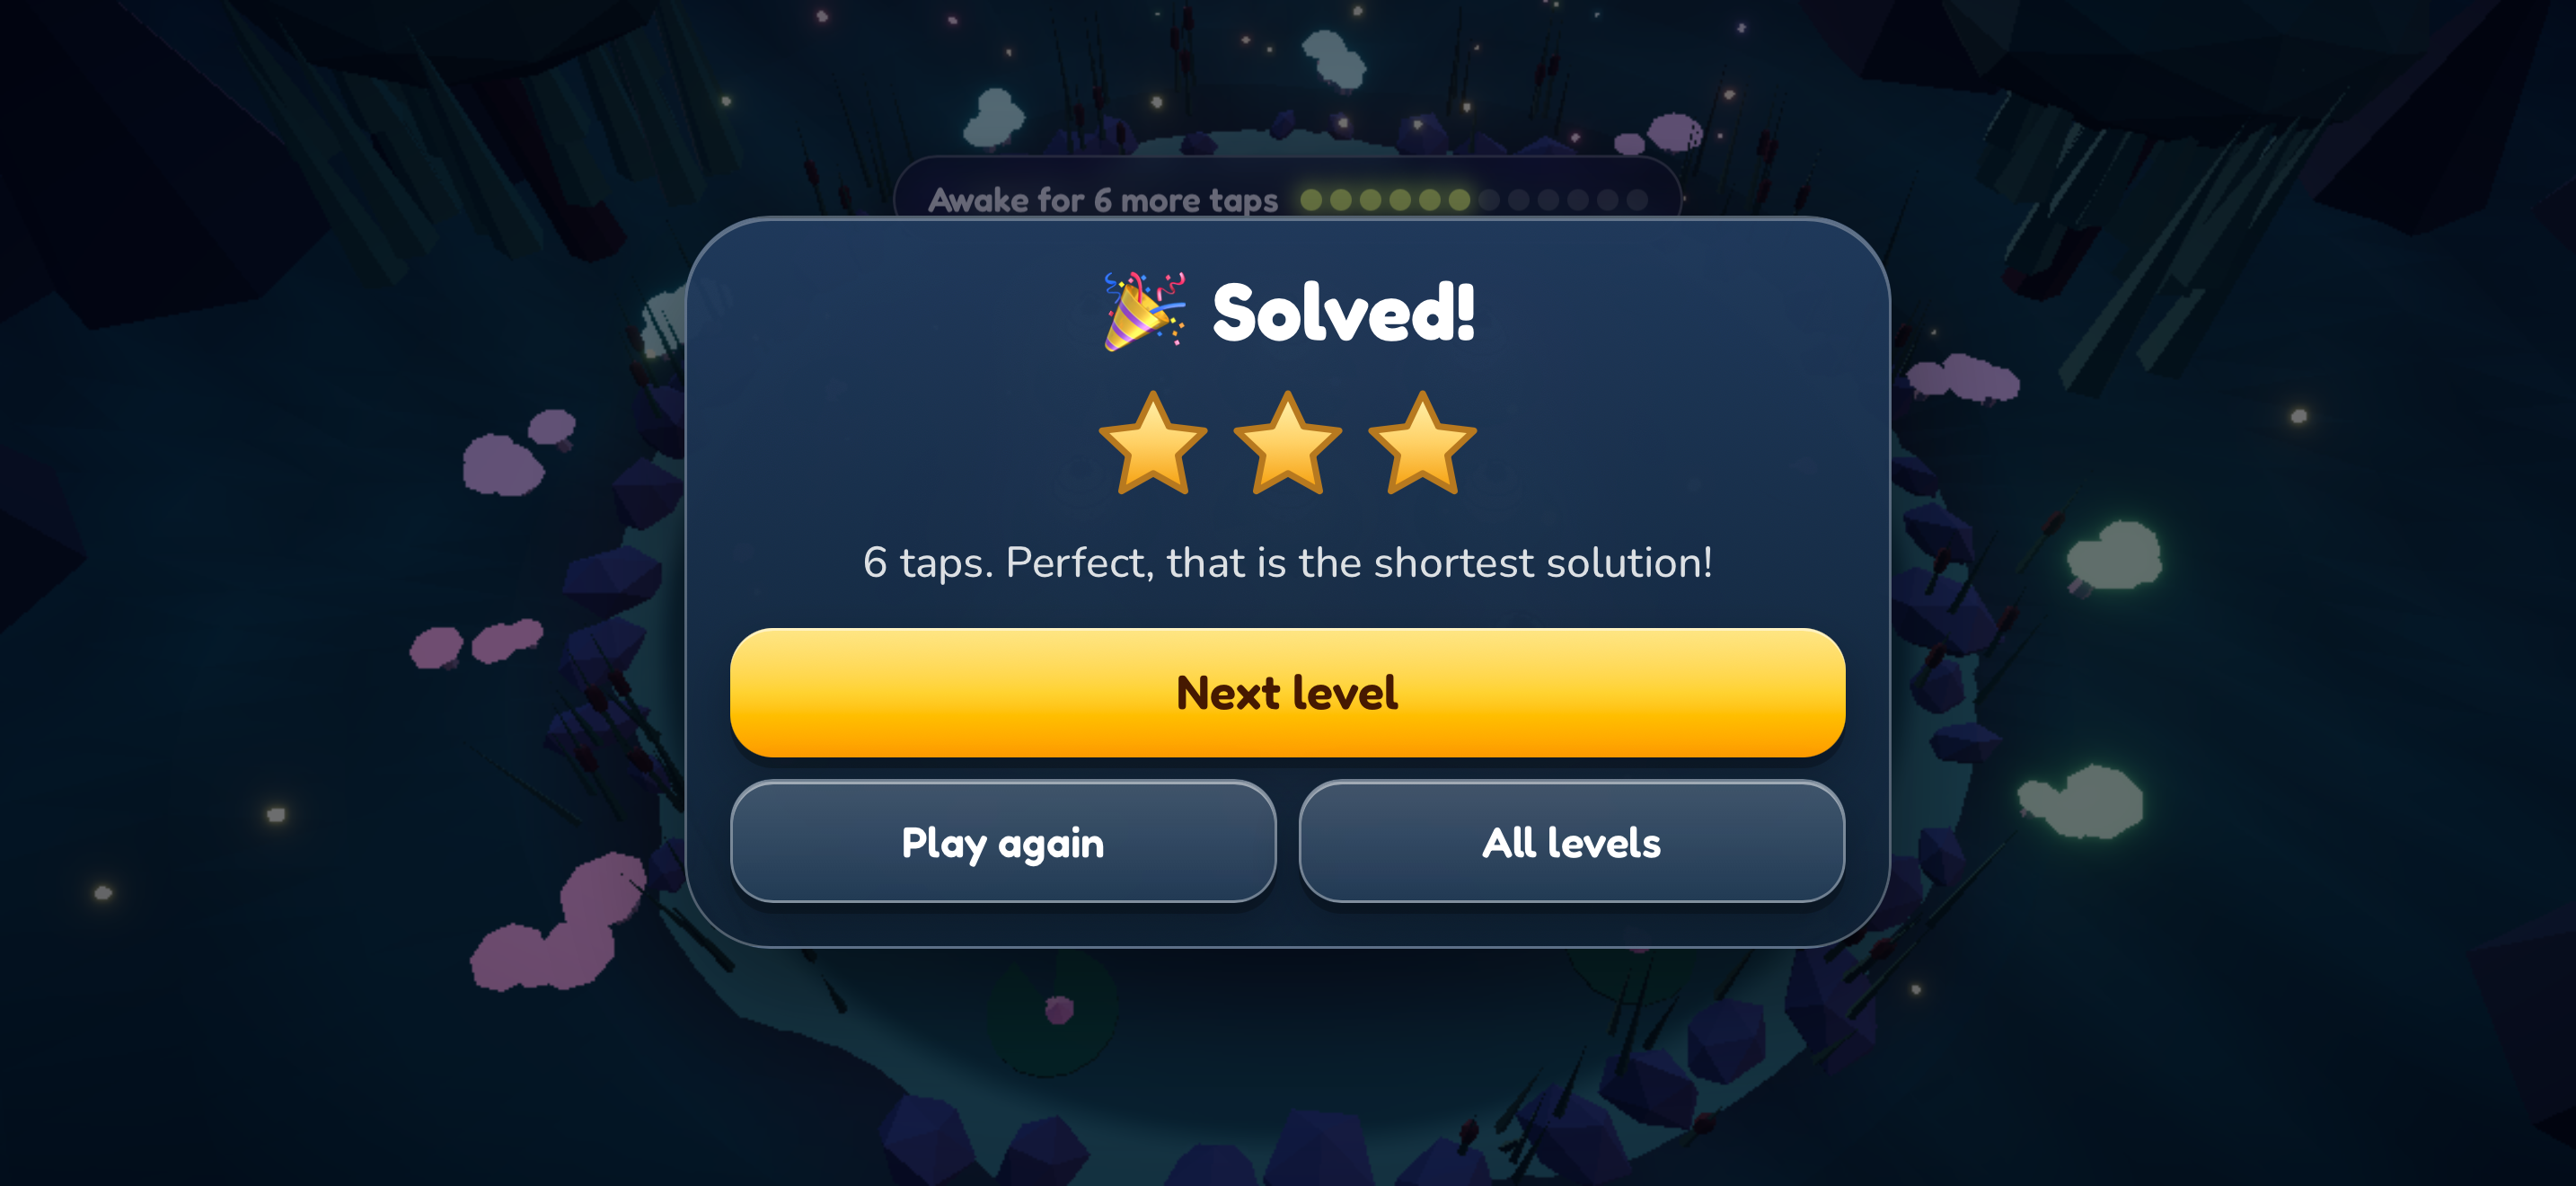 Awake for 6 more taps
Solved!
6 taps. Perfect, that is the shortest solution!
Next level
Play again
All levels